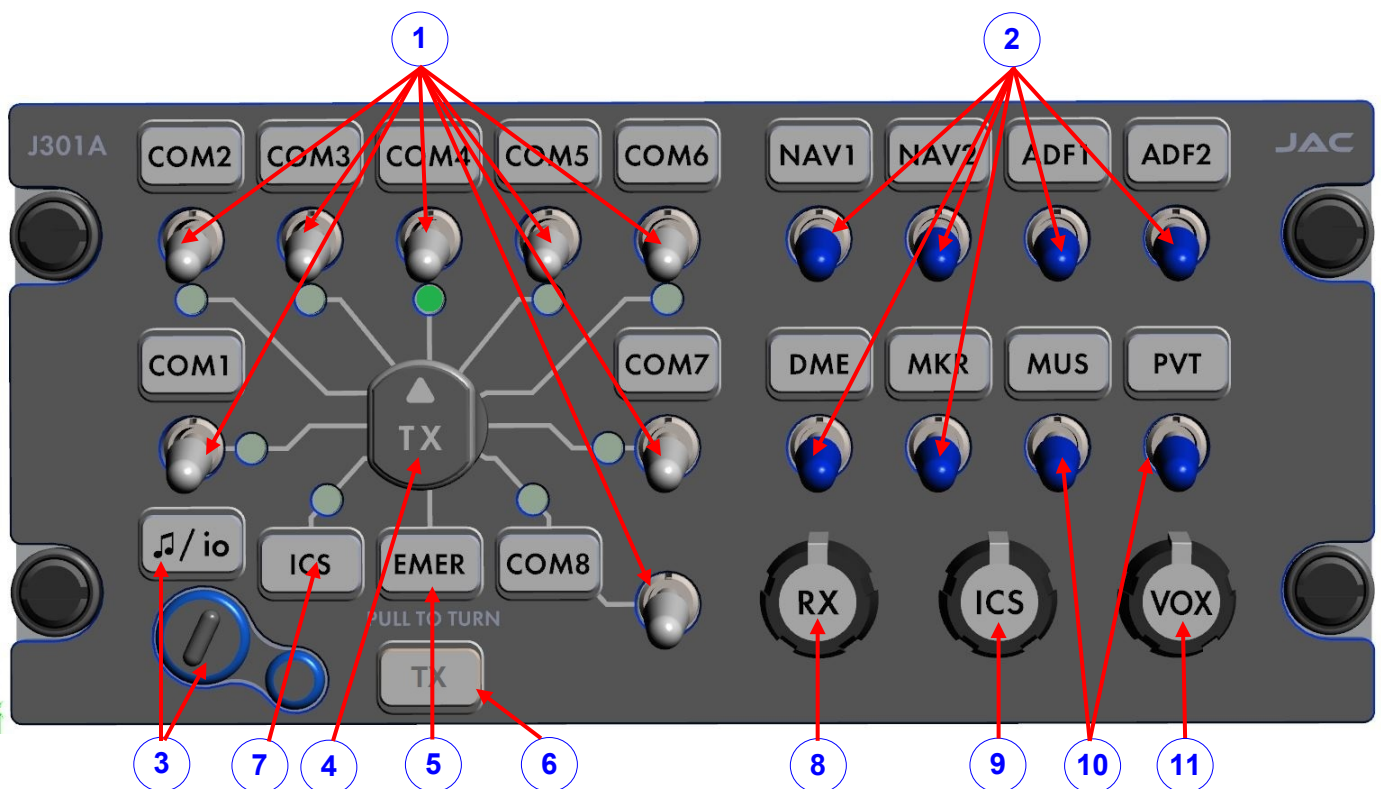 1 2
J301A COM2 COM3 COM4 COM5 COM6 NAV1 NAV2 ADF1 ADF2 JAC
COM1 COM7 DME MKR MUS PVT
TX
♫/ io ICS EMER COM8 RX ICS VOX
PULL TO TURN
TX
3 7 4 5 6 8 9 10 11